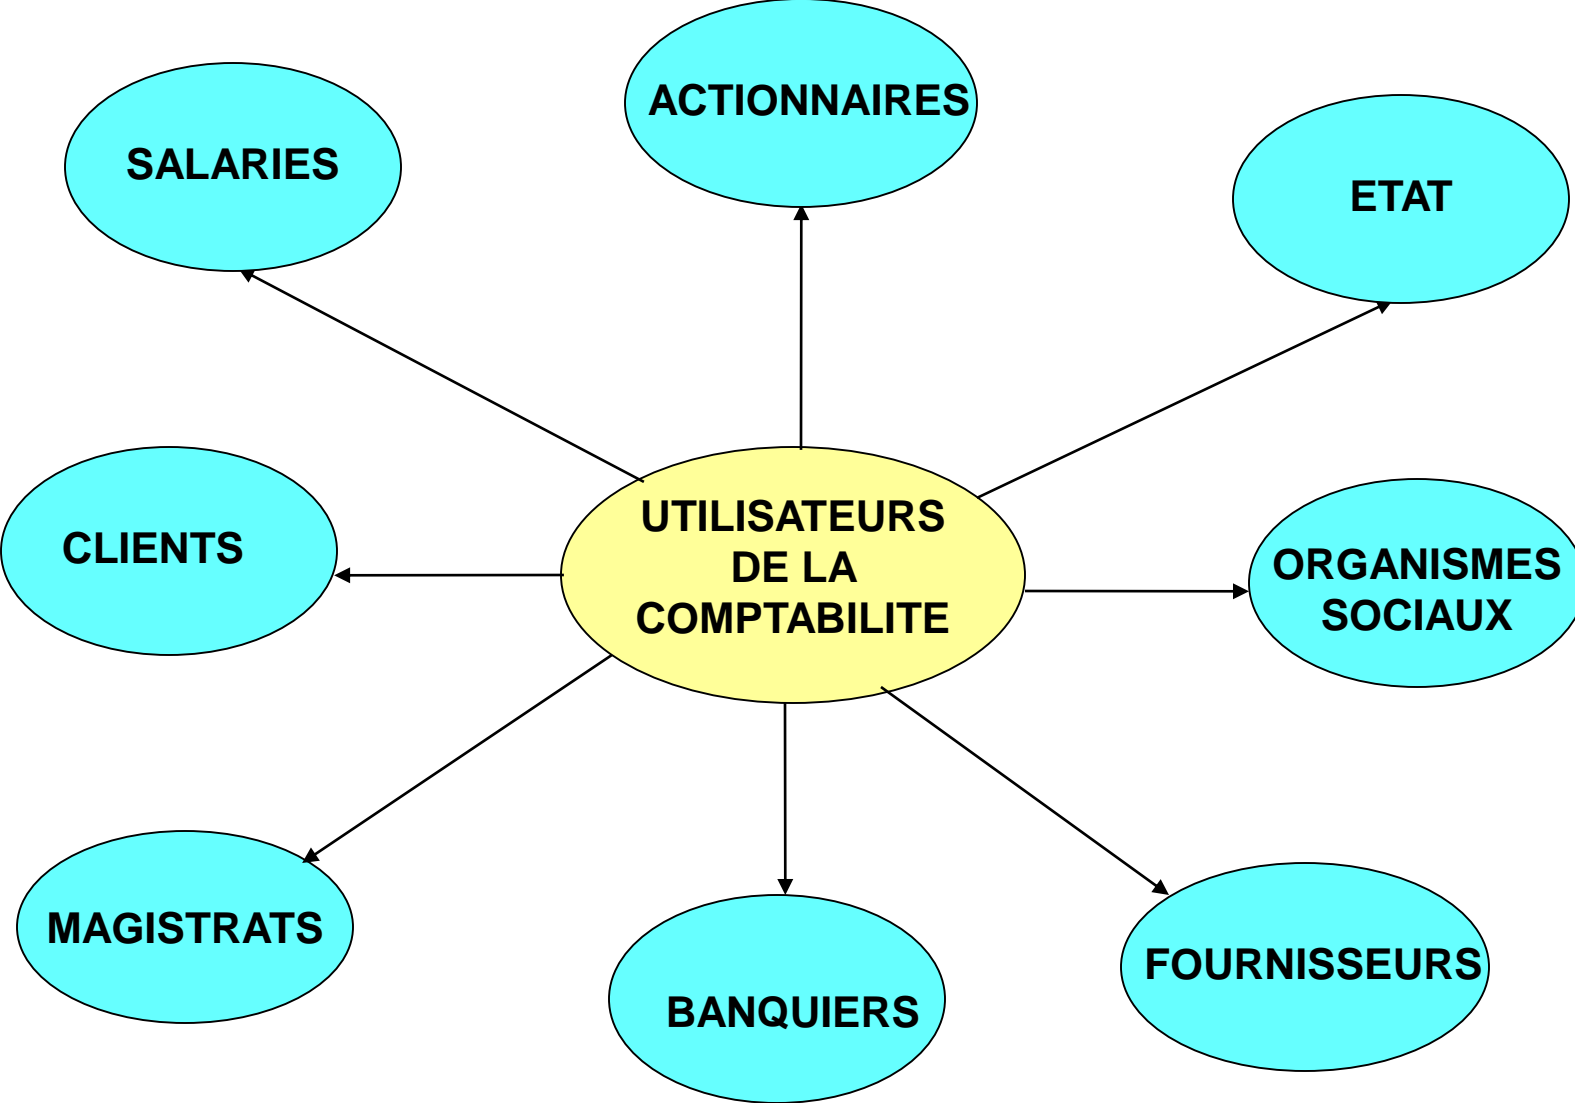 ACTIONNAIRES
SALARIES
ETAT
UTILISATEURS
DE LA
COMPTABILITE
CLIENTS
ORGANISMES
SOCIAUX
MAGISTRATS
BANQUIERS
FOURNISSEURS